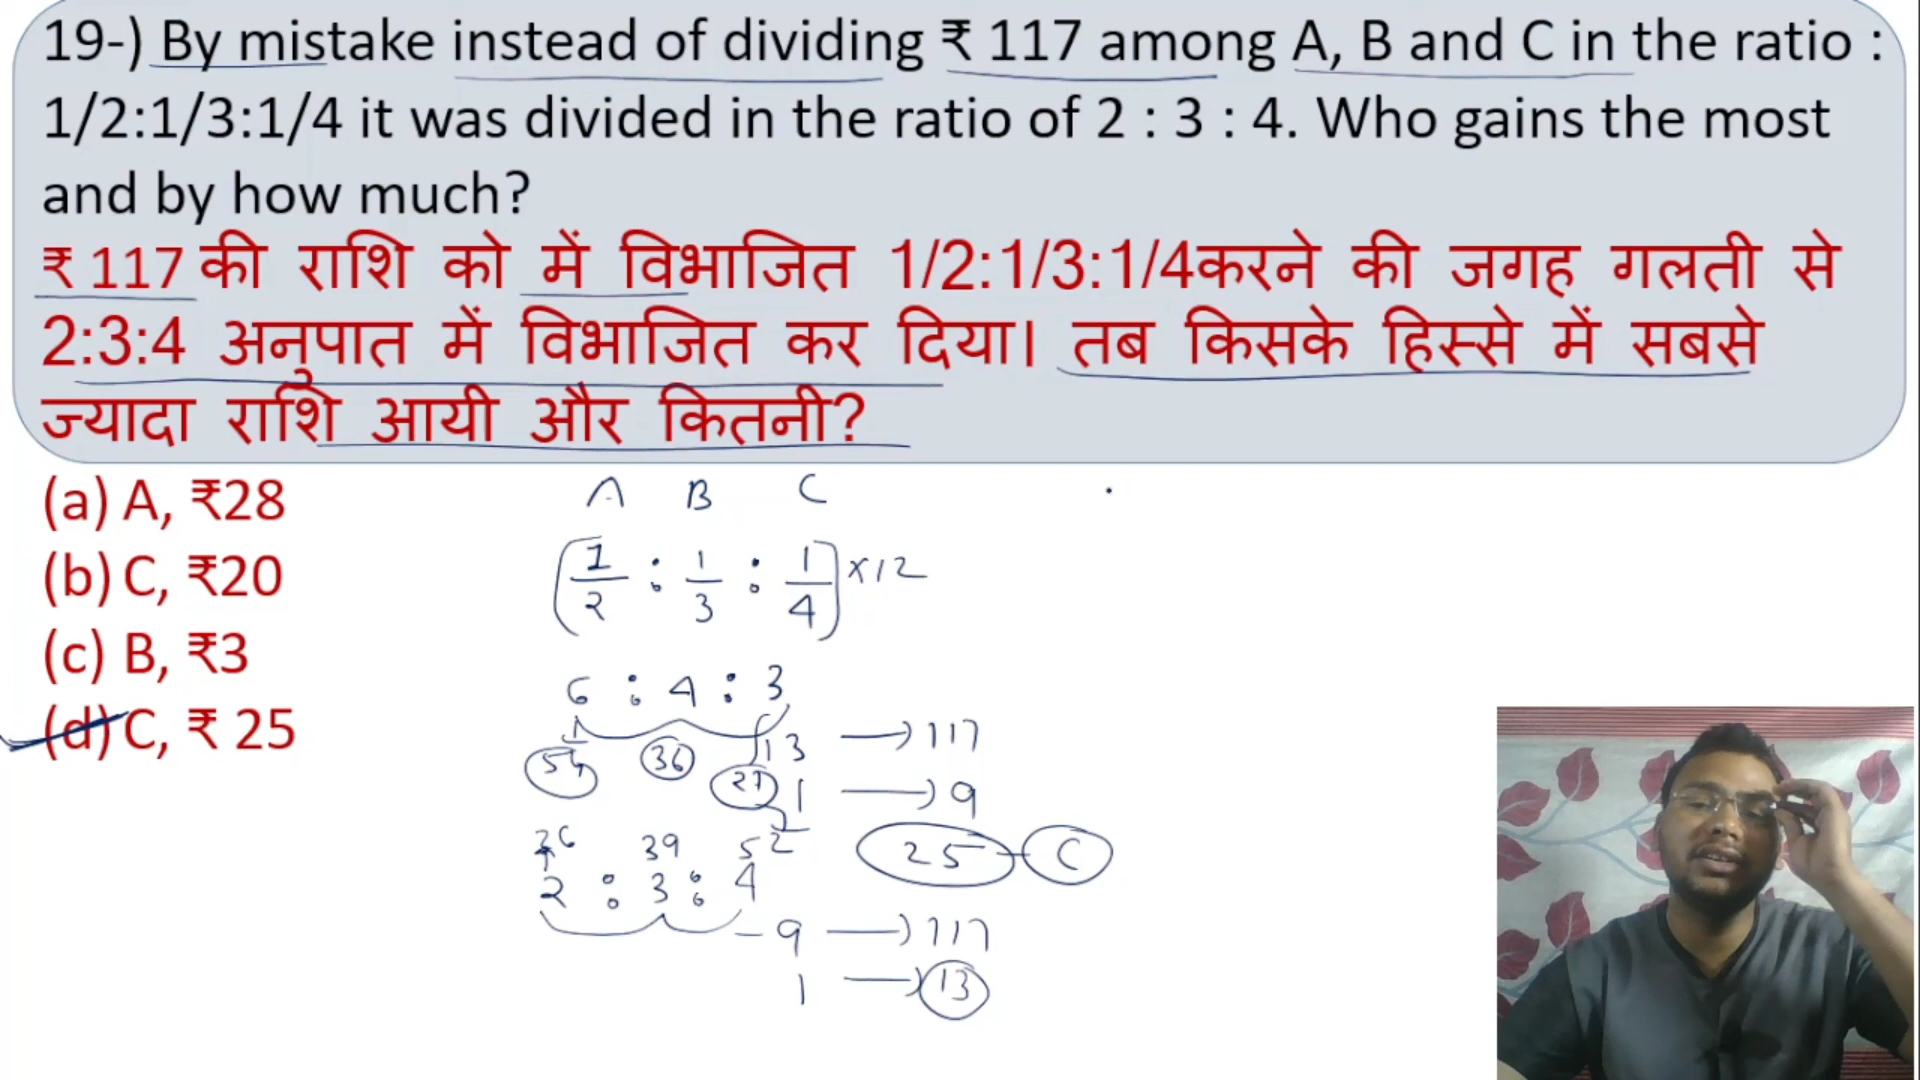 19-) By mistake instead of dividing ₹ 117 among A, B and C in the ratio :
1/2:1/3:1/4 it was divided in the ratio of 2 : 3 : 4. Who gains the most
and by how much?
₹ 117 की राशि को में विभाजित 1/2:1/3:1/4करने की जगह गलती से
2:3:4 अनुपात में विभाजित कर दिया। तब किसके हिस्से में सबसे
ज्यादा राशि आयी और कितनी?
(a) A, ₹28
(b) C, ₹20
(c) B, ₹3
(d) C, ₹ 25
A B C
(1/2 : 1/3 : 1/4) ×12
6 : 4 : 3
13 → 117
54 36 27
1 → 9
26 39 52
25 - C
2 : 3 : 4
- 9 → 117
1 → 13